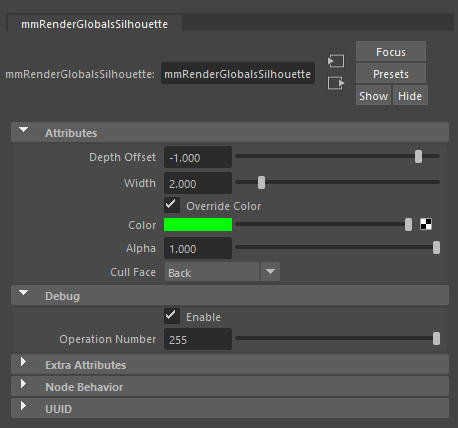 mmRenderGlobalsSilhouette
Focus
mmRenderGlobalsSilhouette: mmRenderGlobalsSilhouette
Presets
Show Hide
Attributes
Depth Offset -1.000
Width 2.000
Override Color
Color
Alpha 1.000
Cull Face Back
Debug
Enable
Operation Number 255
Extra Attributes
Node Behavior
UUID